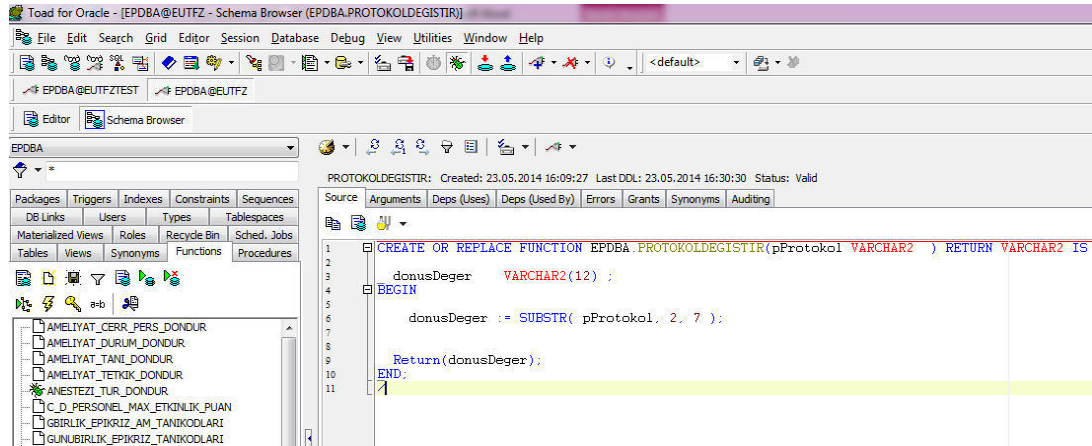 Toad for Oracle - [EPDBA@EUTFZ - Schema Browser (EPDBA.PROTOKOLDEGISTIR)]
File Edit Search Grid Editor Session Database Debug View Utilities Window Help
SQL <default>
EPDBA@EUTFZTEST EPDBA@EUTFZ
Editor Schema Browser
EPDBA
*
PROTOKOLDEGISTIR: Created: 23.05.2014 16:09:27 Last DDL: 23.05.2014 16:30:30 Status: Valid
Packages Triggers Indexes Constraints Sequences
DB Links Users Types Tablespaces
Materialized Views Roles Recycle Bin Sched. Jobs
Tables Views Synonyms Functions Procedures
a=b
AMELIYAT_CERR_PERS_DONDUR
AMELIYAT_DURUM_DONDUR
AMELIYAT_TANI_DONDUR
AMELIYAT_TETKIK_DONDUR
ANESTEZI_TUR_DONDUR
C_D_PERSONEL_MAX_ETKINLIK_PUAN
GBIRLIK_EPIKRIZ_AM_TANIKODLARI
GUNUBIRLIK_EPIKRIZ_TANIKODLARI
Source Arguments Deps (Uses) Deps (Used By) Errors Grants Synonyms Auditing
1 CREATE OR REPLACE FUNCTION EPDBA.PROTOKOLDEGISTIR(pProtokol VARCHAR2 ) RETURN VARCHAR2 IS
2
3 donusDeger VARCHAR2(12) ;
4 BEGIN
5
6 donusDeger := SUBSTR( pProtokol, 2, 7 );
7
8
9 Return(donusDeger);
10 END;
11 /